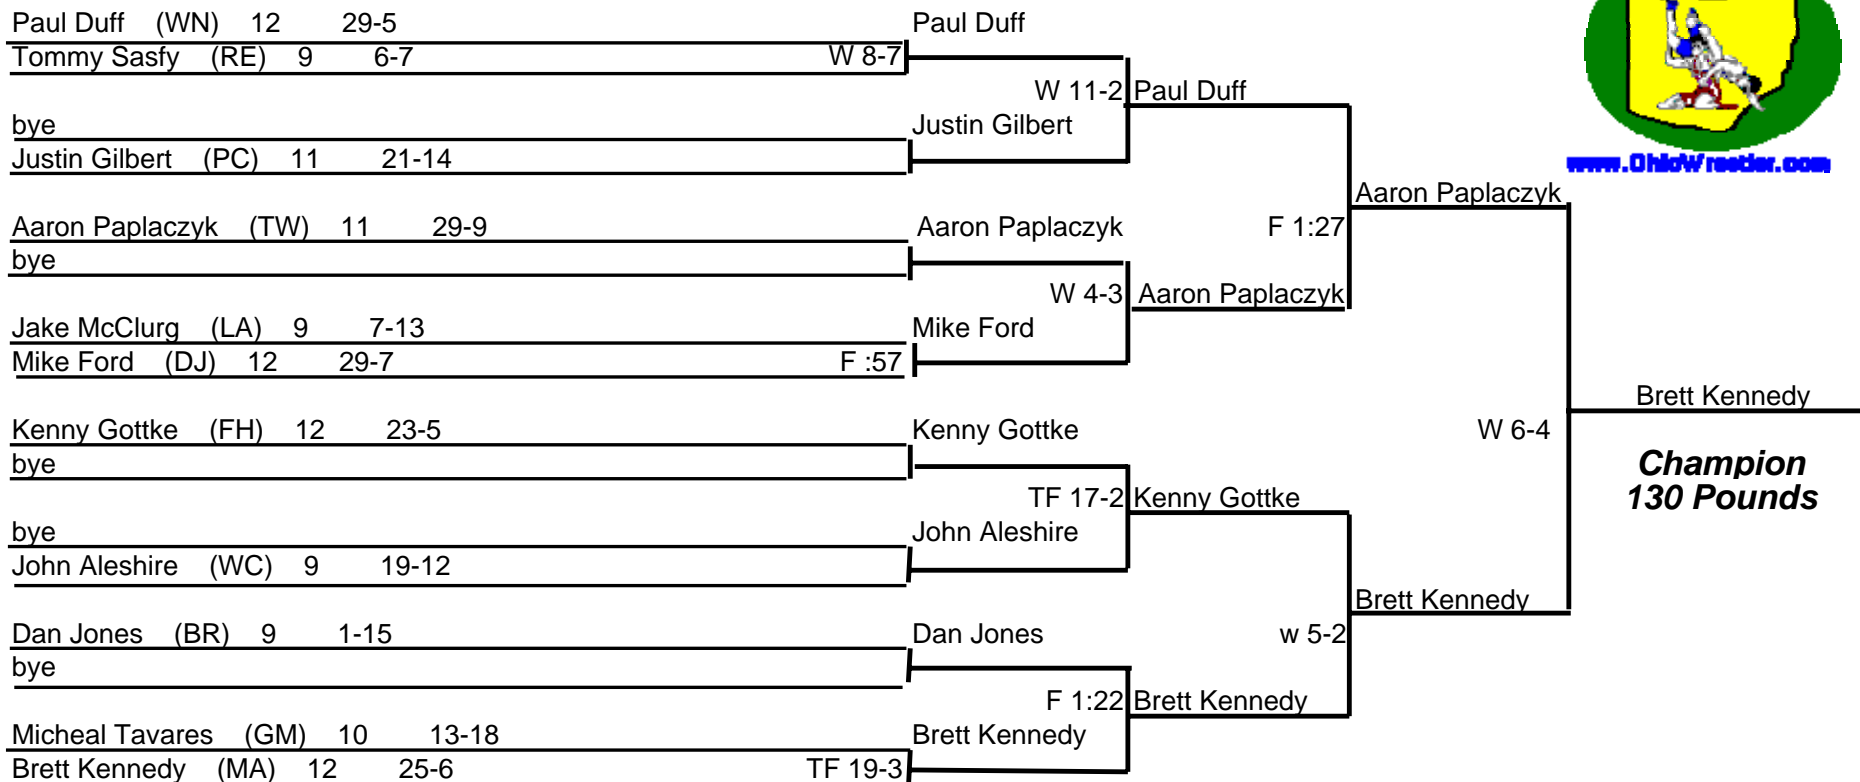 Paul Duff (WN) 12 29-5 Paul Duff
Tommy Sasfy (RE) 9 6-7 W 8-7
W 11-2 Paul Duff
bye Justin Gilbert
Justin Gilbert (PC) 11 21-14
www.OhioWrestler.com
Aaron Paplaczyk
Aaron Paplaczyk (TW) 11 29-9 Aaron Paplaczyk F 1:27
bye
W 4-3 Aaron Paplaczyk
Jake McClurg (LA) 9 7-13 Mike Ford
Mike Ford (DJ) 12 29-7 F :57
Brett Kennedy
Kenny Gottke (FH) 12 23-5 Kenny Gottke W 6-4
bye Champion
130 Pounds
TF 17-2 Kenny Gottke
bye John Aleshire
John Aleshire (WC) 9 19-12
Brett Kennedy
Dan Jones (BR) 9 1-15 Dan Jones w 5-2
bye
F 1:22 Brett Kennedy
Micheal Tavares (GM) 10 13-18 Brett Kennedy
Brett Kennedy (MA) 12 25-6 TF 19-3